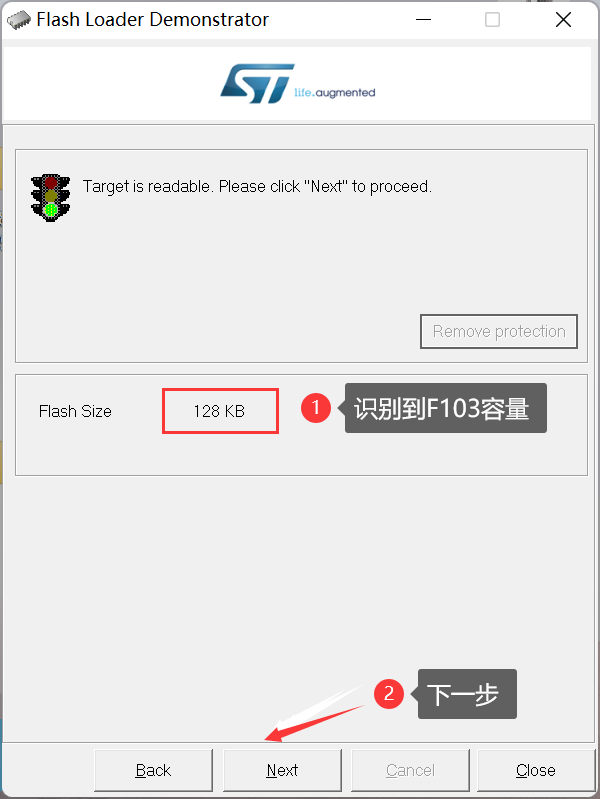 Flash Loader Demonstrator
ST life.augmented
Target is readable. Please click "Next" to proceed.
Remove protection
Flash Size
128 KB
1
识别到F103容量
2
下一步
Back
Next
Cancel
Close